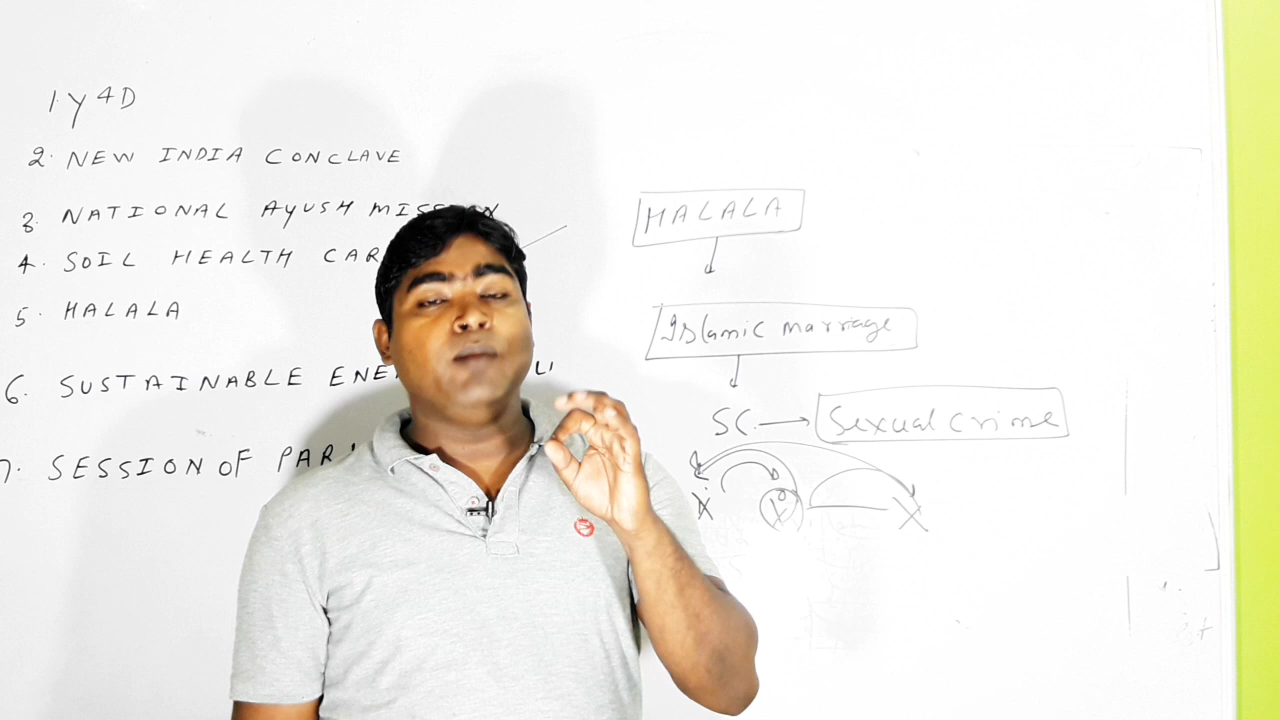 1. Y4D
2. NEW INDIA CONCLAVE
3. NATIONAL AYUSH MISSION
4. SOIL HEALTH CAR
5. HALALA
6. SUSTAINABLE ENE
7. SESSION OF PAR
HALALA
Islamic marriage
SC. → Sexual crime
X X X